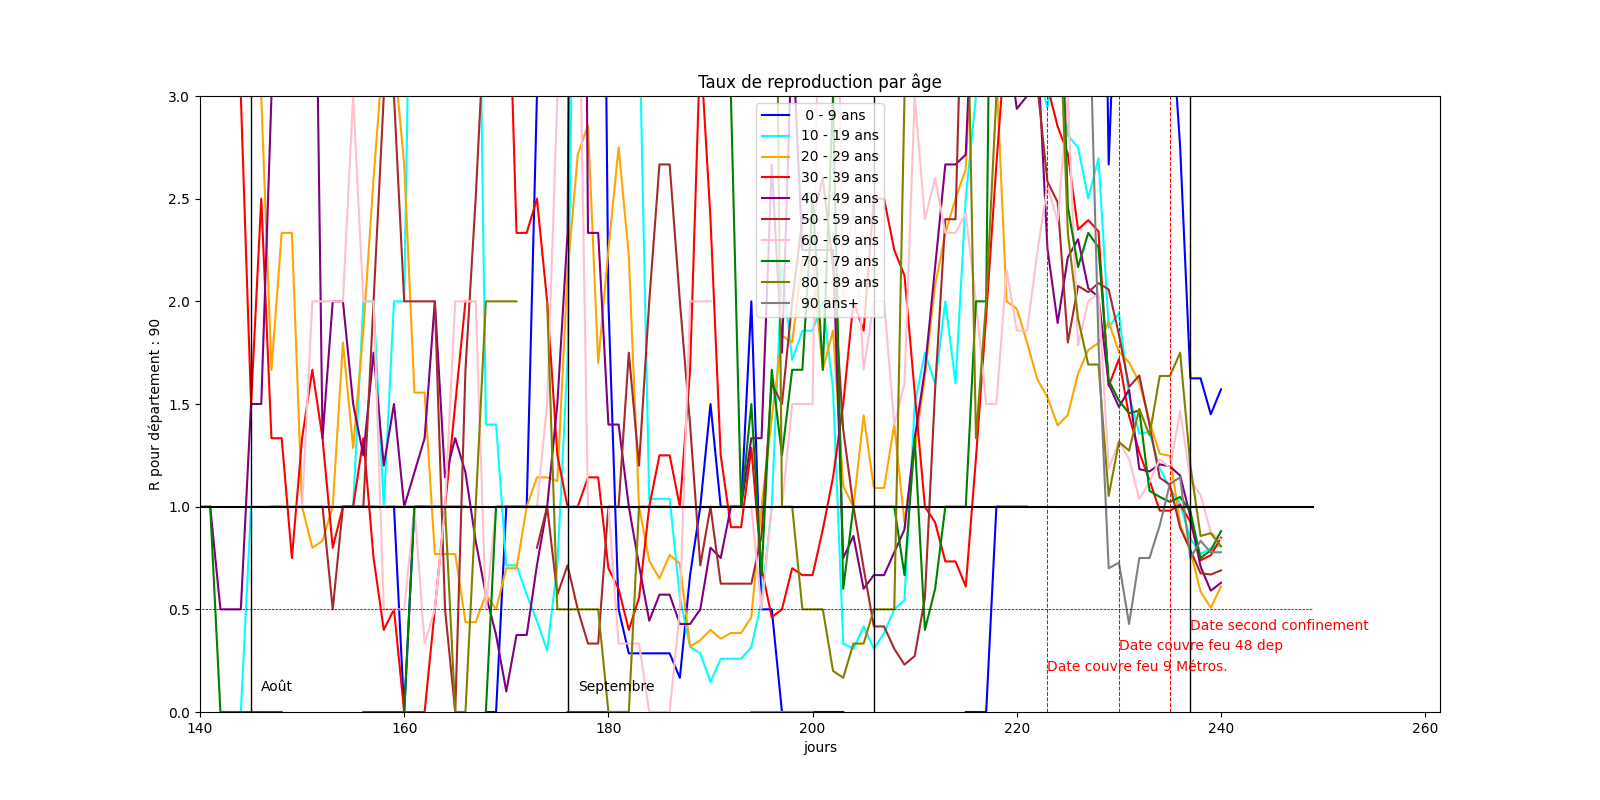 Taux de reproduction par âge
3.0
2.5
2.0
1.5
1.0
0.5
0.0
R pour département : 90
0 - 9 ans
10 - 19 ans
20 - 29 ans
30 - 39 ans
40 - 49 ans
50 - 59 ans
60 - 69 ans
70 - 79 ans
80 - 89 ans
90 ans+
Date second confinement
Date couvre feu 48 dep
Date couvre feu 9 Métros.
Août
Septembre
140 160 180 200 220 240 260
jours